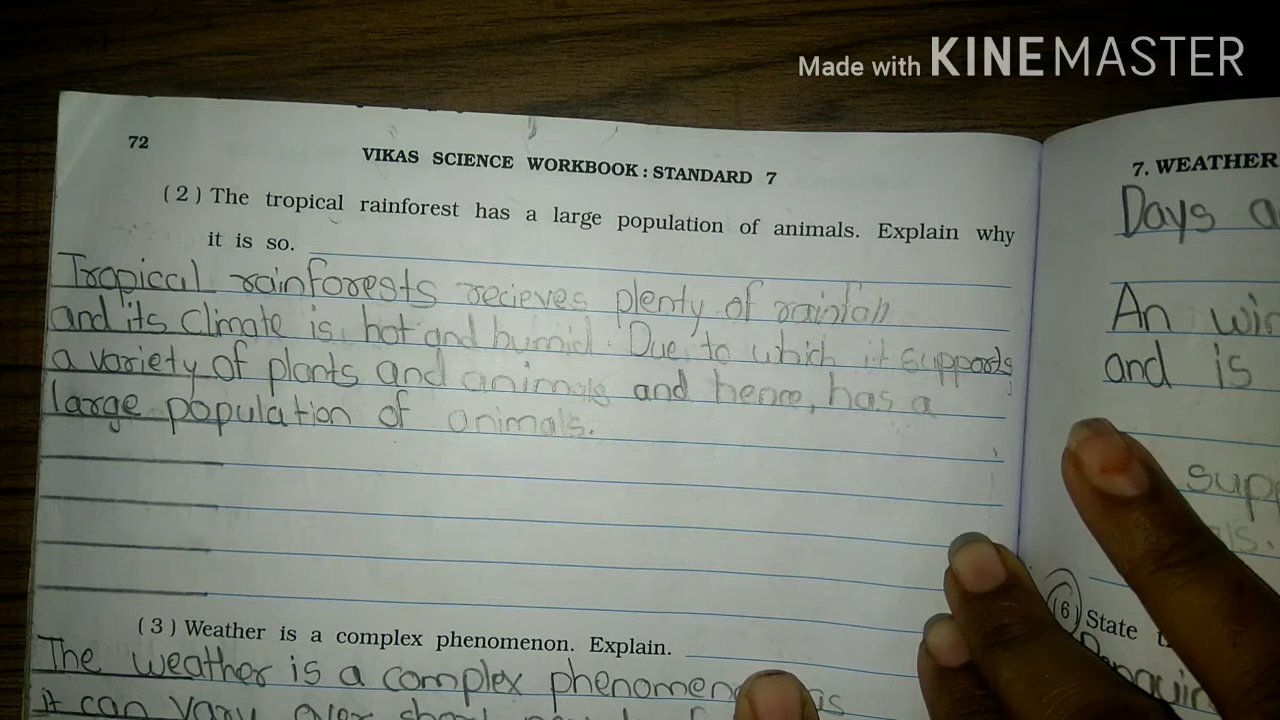 Made with KINEMASTER
72
VIKAS SCIENCE WORKBOOK : STANDARD 7
(2) The tropical rainforest has a large population of animals. Explain why
it is so.
Tropical rainforests recieves plenty of rainfall
and its climate is hot and humid. Due to which it supports
a variety of plants and animals and hence, has a
large population of animals.
(3) Weather is a complex phenomenon. Explain.
The weather is a complex as
it can vary over
7. WEATHER
Days a
An
and is
(6) State